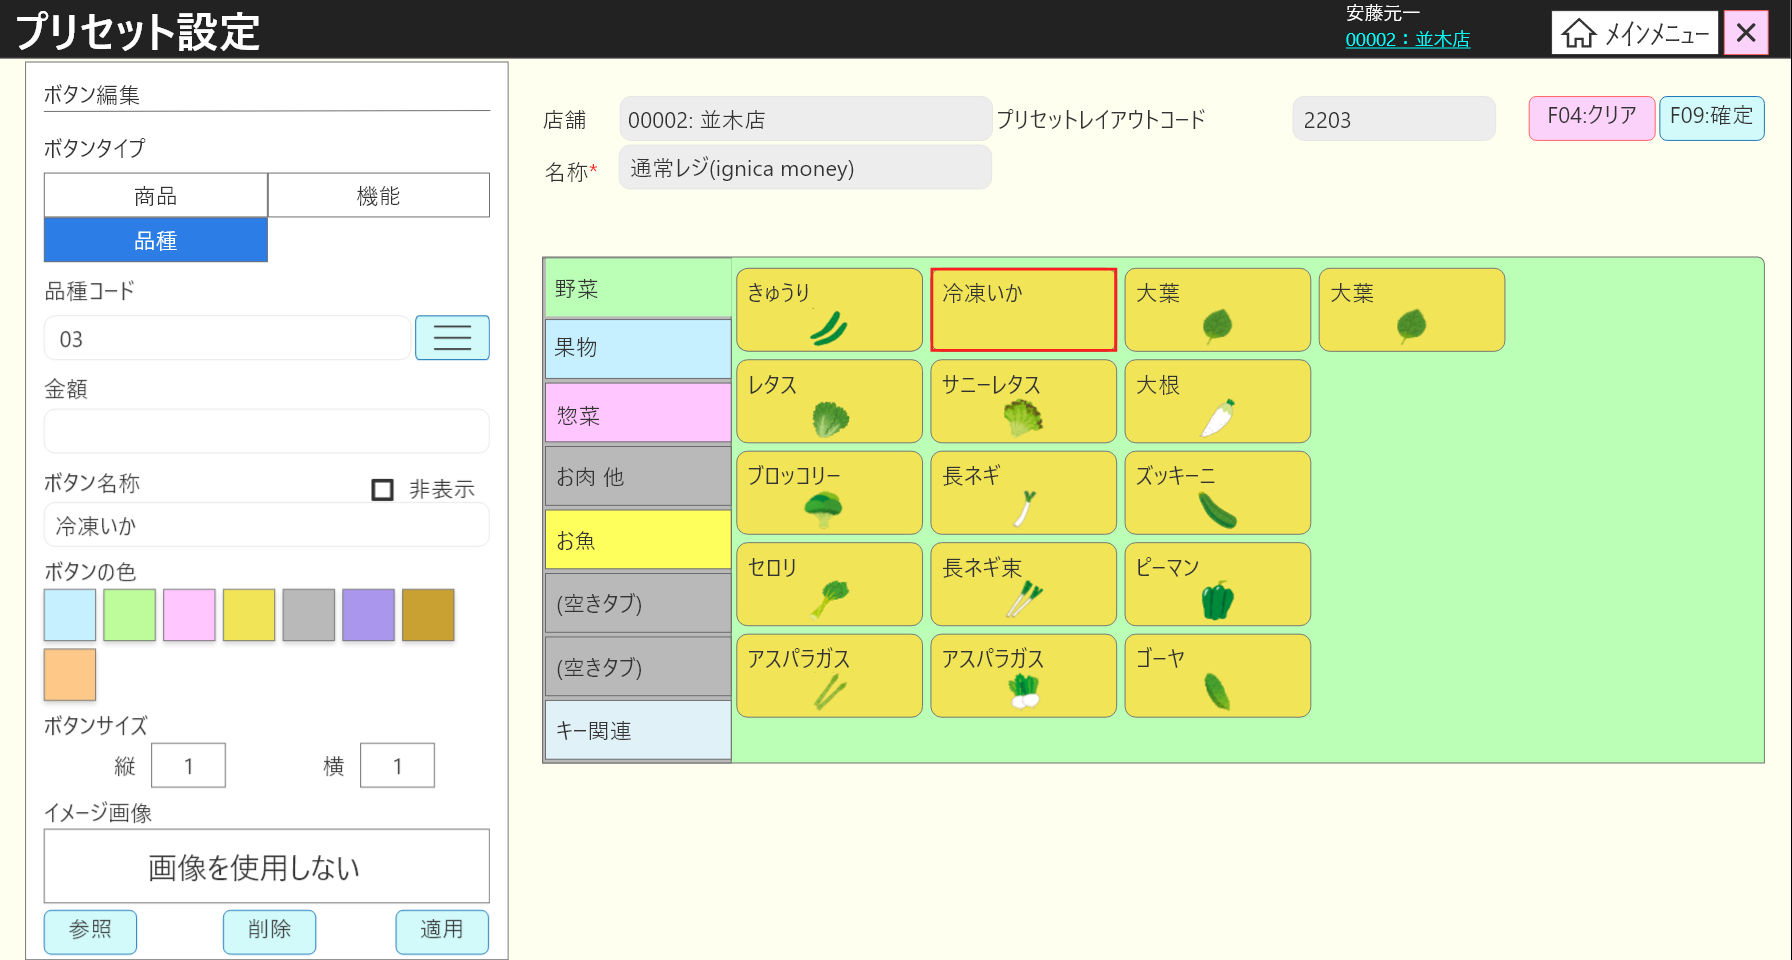 プリセット設定
安藤元一
00002：並木店
メインメニュー
ボタン編集
ボタンタイプ
商品
機能
品種
品種コード
03
金額
ボタン名称
非表示
冷凍いか
ボタンの色
ボタンサイズ
縦
1
横
1
イメージ画像
画像を使用しない
参照
削除
適用
店舗
00002: 並木店
プリセットレイアウトコード
2203
F04:クリア
F09:確定
名称*
通常レジ(ignica money)
野菜
果物
惣菜
お肉 他
お魚
(空きタブ)
(空きタブ)
キー関連
きゅうり
冷凍いか
大葉
大葉
レタス
サニーレタス
大根
ブロッコリー
長ネギ
ズッキーニ
セロリ
長ネギ束
ピーマン
アスパラガス
アスパラガス
ゴーヤ